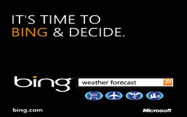 IT'S TIME TO
BING & DECIDE.
bing
weather forecast
bing.com
Microsoft